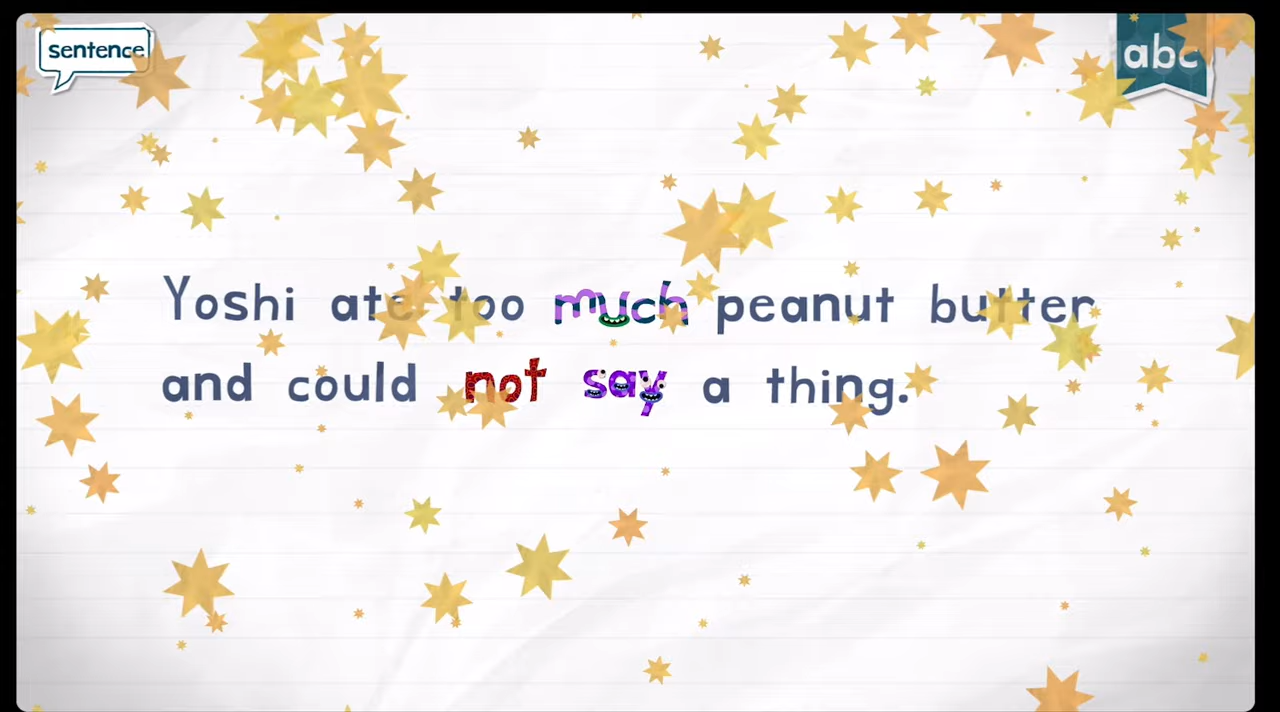 sentence
abc
Yoshi ate too much peanut butter
and could not say a thing.